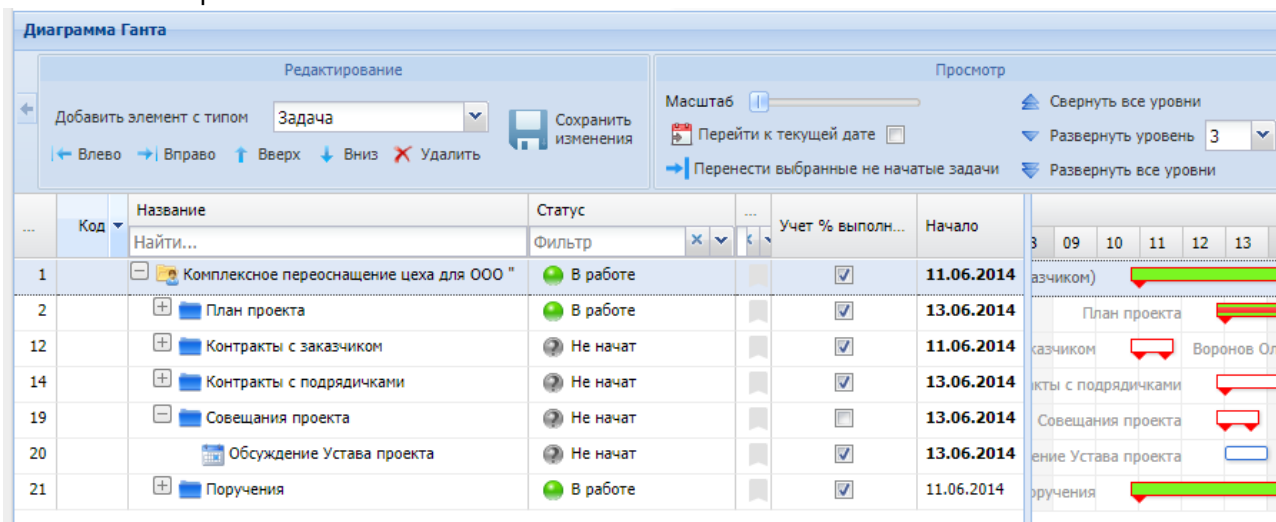 Диаграмма Ганта
Редактирование
Просмотр
Добавить элемент с типом Задача
Сохранить изменения
Влево Вправо Вверх Вниз Удалить
Масштаб
Перейти к текущей дате
Перенести выбранные не начатые задачи
Свернуть все уровни
Развернуть уровень 3
Развернуть все уровни
... Код Название Статус ... Учет % выполн... Начало
Найти... Фильтр
09 10 11 12 13
1 Комплексное переоснащение цеха для ООО " В работе 11.06.2014 азчиком)
2 План проекта В работе 13.06.2014 План проекта
12 Контракты с заказчиком Не начат 11.06.2014 казчиком Воронов Ол
14 Контракты с подрядичками Не начат 13.06.2014 акты с подрядичками
19 Совещания проекта Не начат 13.06.2014 Совещания проекта
20 Обсуждение Устава проекта Не начат 13.06.2014 ение Устава проекта
21 Поручения В работе 11.06.2014 оручения